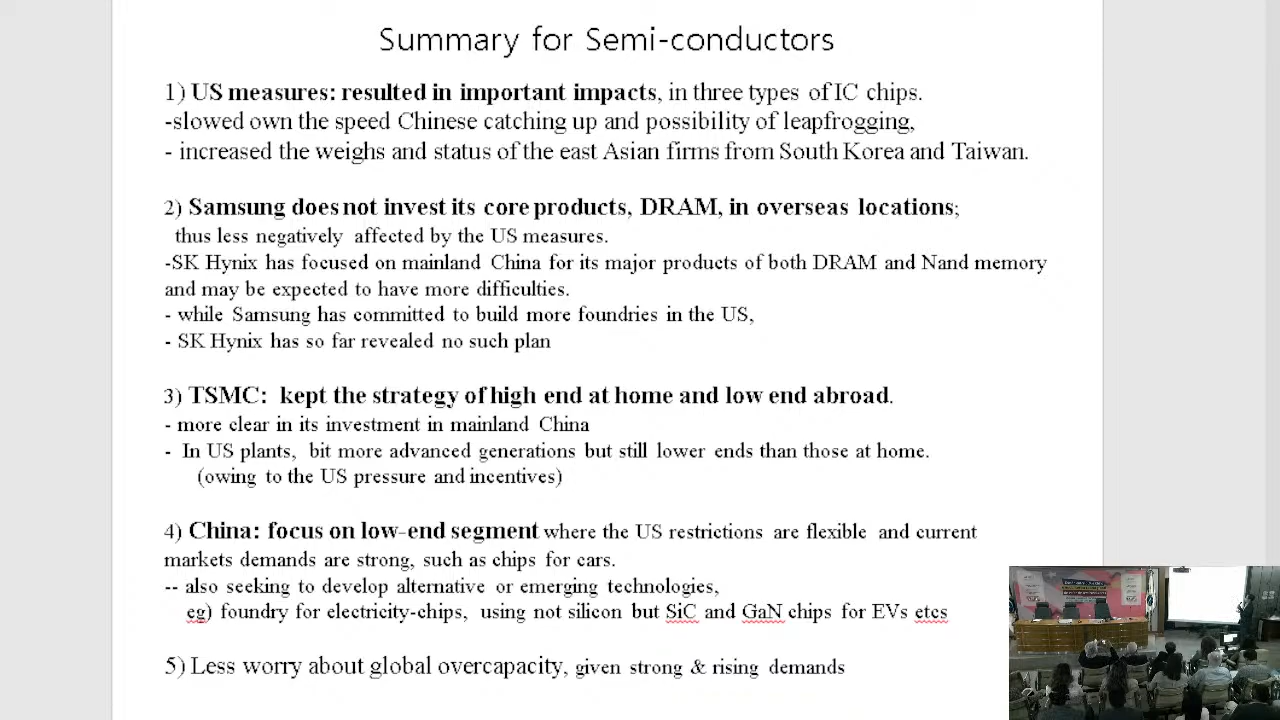 Summary for Semi-conductors
1) US measures: resulted in important impacts, in three types of IC chips.
-slowed own the speed Chinese catching up and possibility of leapfrogging,
- increased the weighs and status of the east Asian firms from South Korea and Taiwan.
2) Samsung does not invest its core products, DRAM, in overseas locations;
thus less negatively affected by the US measures.
-SK Hynix has focused on mainland China for its major products of both DRAM and Nand memory
and may be expected to have more difficulties.
- while Samsung has committed to build more foundries in the US,
- SK Hynix has so far revealed no such plan
3) TSMC: kept the strategy of high end at home and low end abroad.
- more clear in its investment in mainland China
- In US plants, bit more advanced generations but still lower ends than those at home.
(owing to the US pressure and incentives)
4) China: focus on low-end segment where the US restrictions are flexible and current
markets demands are strong, such as chips for cars.
-- also seeking to develop alternative or emerging technologies,
eg) foundry for electricity-chips, using not silicon but SiC and GaN chips for EVs etcs
5) Less worry about global overcapacity, given strong & rising demands